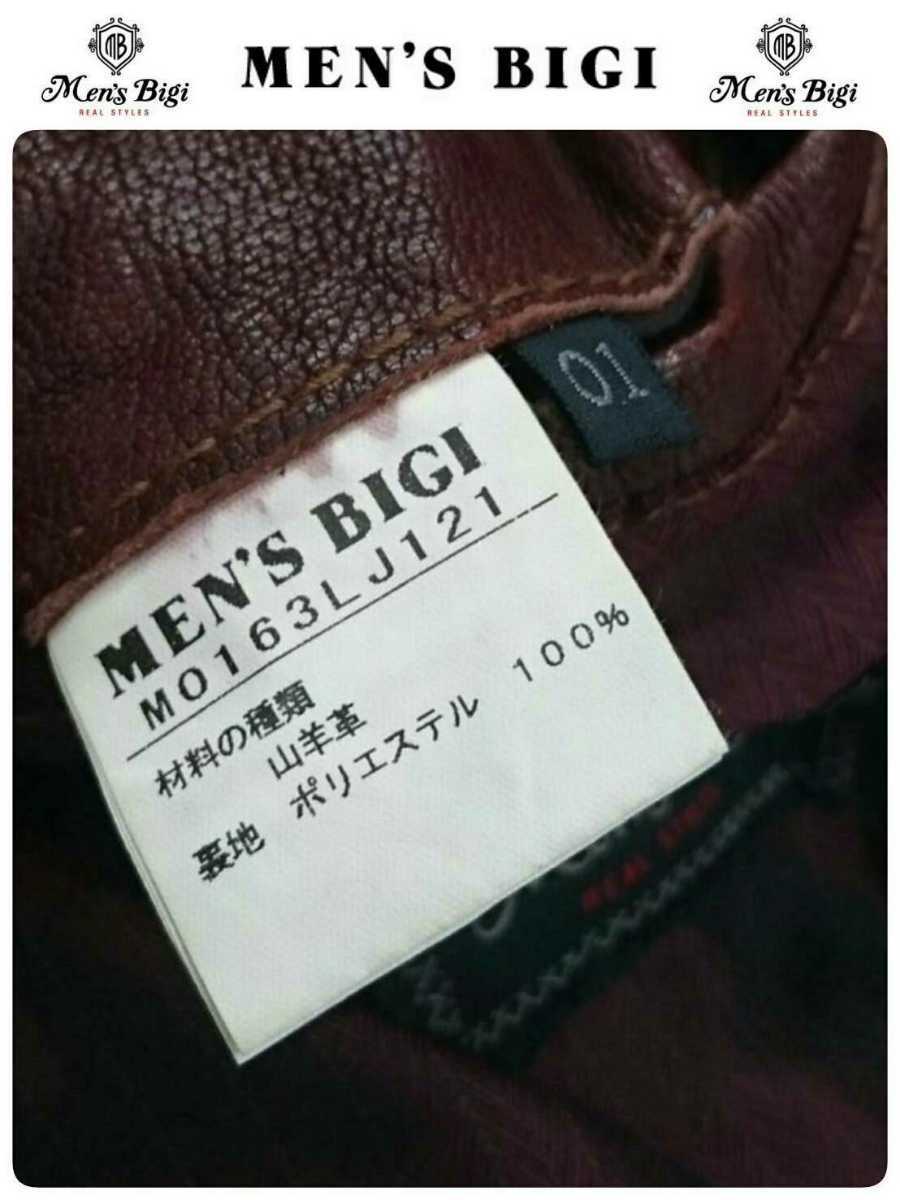 MB
Men's Bigi
REAL STYLES
MEN'S BIGI
MB
Men's Bigi
REAL STYLES
01
MEN'S BIGI
M0163LJ121
材料の種類
山羊革
裏地 ポリエステル 100%
REAL